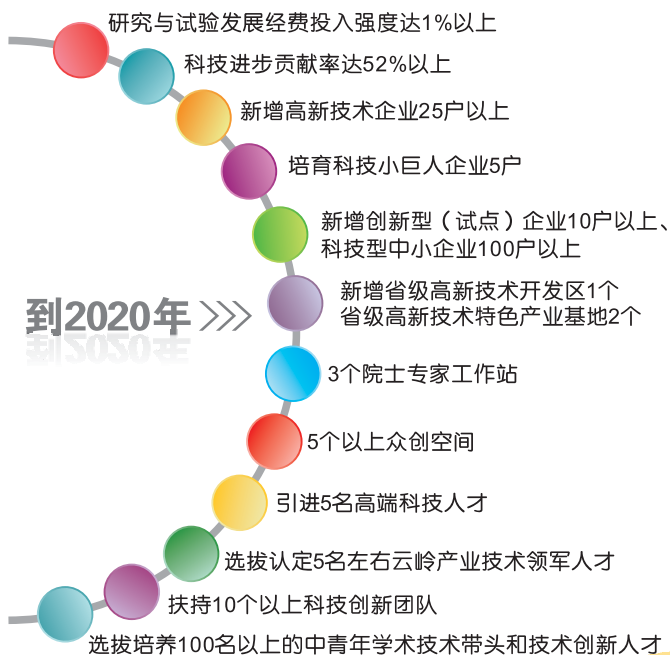 研究与试验发展经费投入强度达1%以上
科技进步贡献率达52%以上
新增高新技术企业25户以上
培育科技小巨人企业5户
新增创新型（试点）企业10户以上、
科技型中小企业100户以上
到2020年
新增省级高新技术开发区1个
省级高新技术特色产业基地2个
3个院士专家工作站
5个以上众创空间
引进5名高端科技人才
选拔认定5名左右云岭产业技术领军人才
扶持10个以上科技创新团队
选拔培养100名以上的中青年学术技术带头和技术创新人才